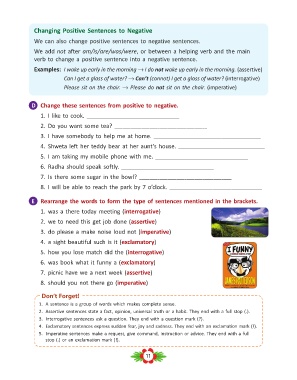 Changing Positive Sentences to Negative
We can also change positive sentences to negative sentences.
We add not after am/is/are/was/were, or between a helping verb and the main
verb to change a positive sentence into a negative sentence.
Examples: I wake up early in the morning → I do not wake up early in the morning. (assertive)
Can I get a glass of water? → Can't (cannot) I get a glass of water? (interrogative)
Please sit on the chair. → Please do not sit on the chair. (imperative)
D Change these sentences from positive to negative.
1. I like to cook.
2. Do you want some tea?
3. I have somebody to help me at home.
4. Shweta left her teddy bear at her aunt's house.
5. I am taking my mobile phone with me.
6. Radha should speak softly.
7. Is there some sugar in the bowl?
8. I will be able to reach the park by 7 o'clock.
E Rearrange the words to form the type of sentences mentioned in the brackets.
1. was a there today meeting (interrogative)
2. we to need this get job done (assertive)
3. do please a make noise loud not (imperative)
4. a sight beautiful such is it (exclamatory)
5. how you lose match did the (interrogative)
6. was book what it funny a (exclamatory)
7. picnic have we a next week (assertive)
8. should you not there go (imperative)
I FUNNY
Don't Forget!
1. A sentence is a group of words which makes complete sense.
2. Assertive sentences state a fact, opinion, universal truth or a habit. They end with a full stop (.).
3. Interrogative sentences ask a question. They end with a question mark (?).
4. Exclamatory sentences express sudden fear, joy and sadness. They end with an exclamation mark (!).
5. Imperative sentences make a request, give command, instruction or advice. They end with a full
stop (.) or an exclamation mark (!).
11